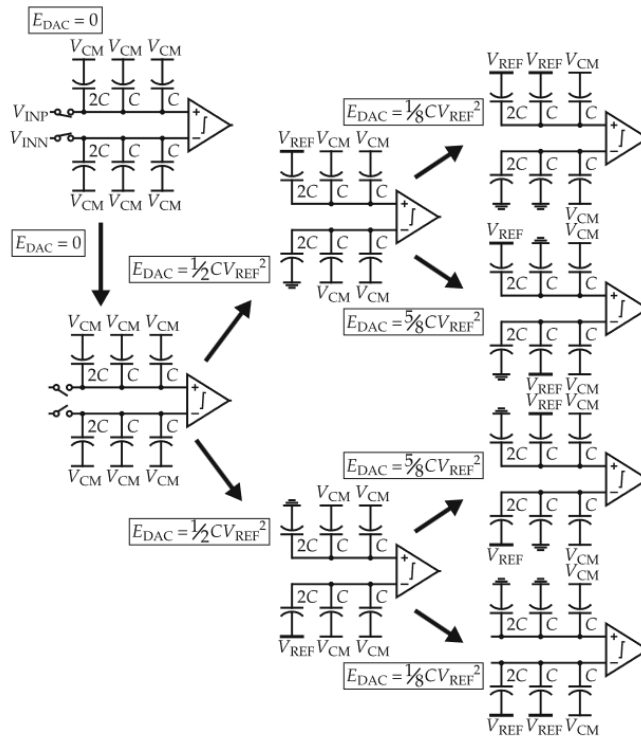 E_DAC = 0
V_CM V_CM V_CM
2C C C
V_INP
V_INN
+
−
2C C C
V_CM V_CM V_CM
E_DAC = 0
V_CM V_CM V_CM
2C C C
+
−
2C C C
V_CM V_CM V_CM
E_DAC = ½CV_REF²
V_REF V_CM V_CM
2C C C
+
−
2C C C
V_CM V_CM
E_DAC = ½CV_REF²
V_CM V_CM
2C C C
+
−
2C C C
V_REF V_CM V_CM
E_DAC = ⅛CV_REF²
V_REF V_REF V_CM
2C C C
+
−
2C C C
V_CM
E_DAC = ⅝CV_REF²
V_REF V_CM
2C C C
+
−
2C C C
V_REF V_CM
E_DAC = ⅝CV_REF²
V_REF V_CM
2C C C
+
−
2C C C
V_REF V_CM
E_DAC = ⅛CV_REF²
V_CM
2C C C
+
−
2C C C
V_REF V_REF V_CM